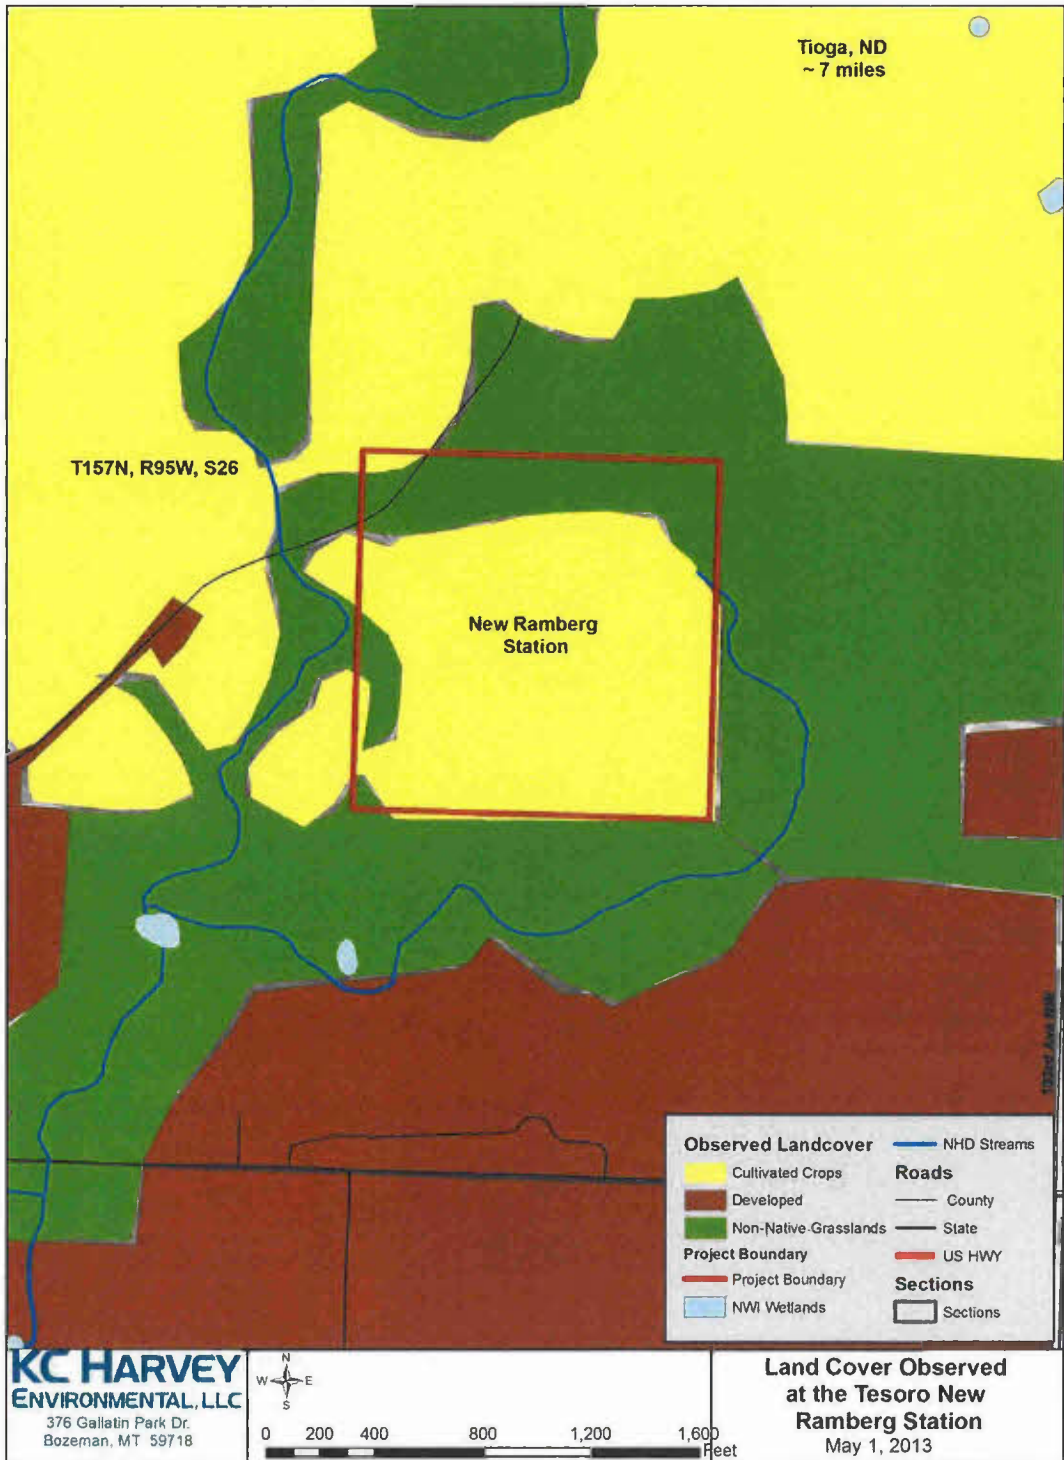 Tioga, ND
~ 7 miles
T157N, R95W, S26
New Ramberg
Station
Observed Landcover
Cultivated Crops
Developed
Non-Native Grasslands
Project Boundary
Project Boundary
NWI Wetlands
NHD Streams
Roads
County
State
US HWY
Sections
Sections
KC HARVEY
ENVIRONMENTAL, LLC
376 Gallatin Park Dr.
Bozeman, MT 59718
N
W E
S
0 200 400 800 1,200 1,600
Feet
Land Cover Observed
at the Tesoro New
Ramberg Station
May 1, 2013